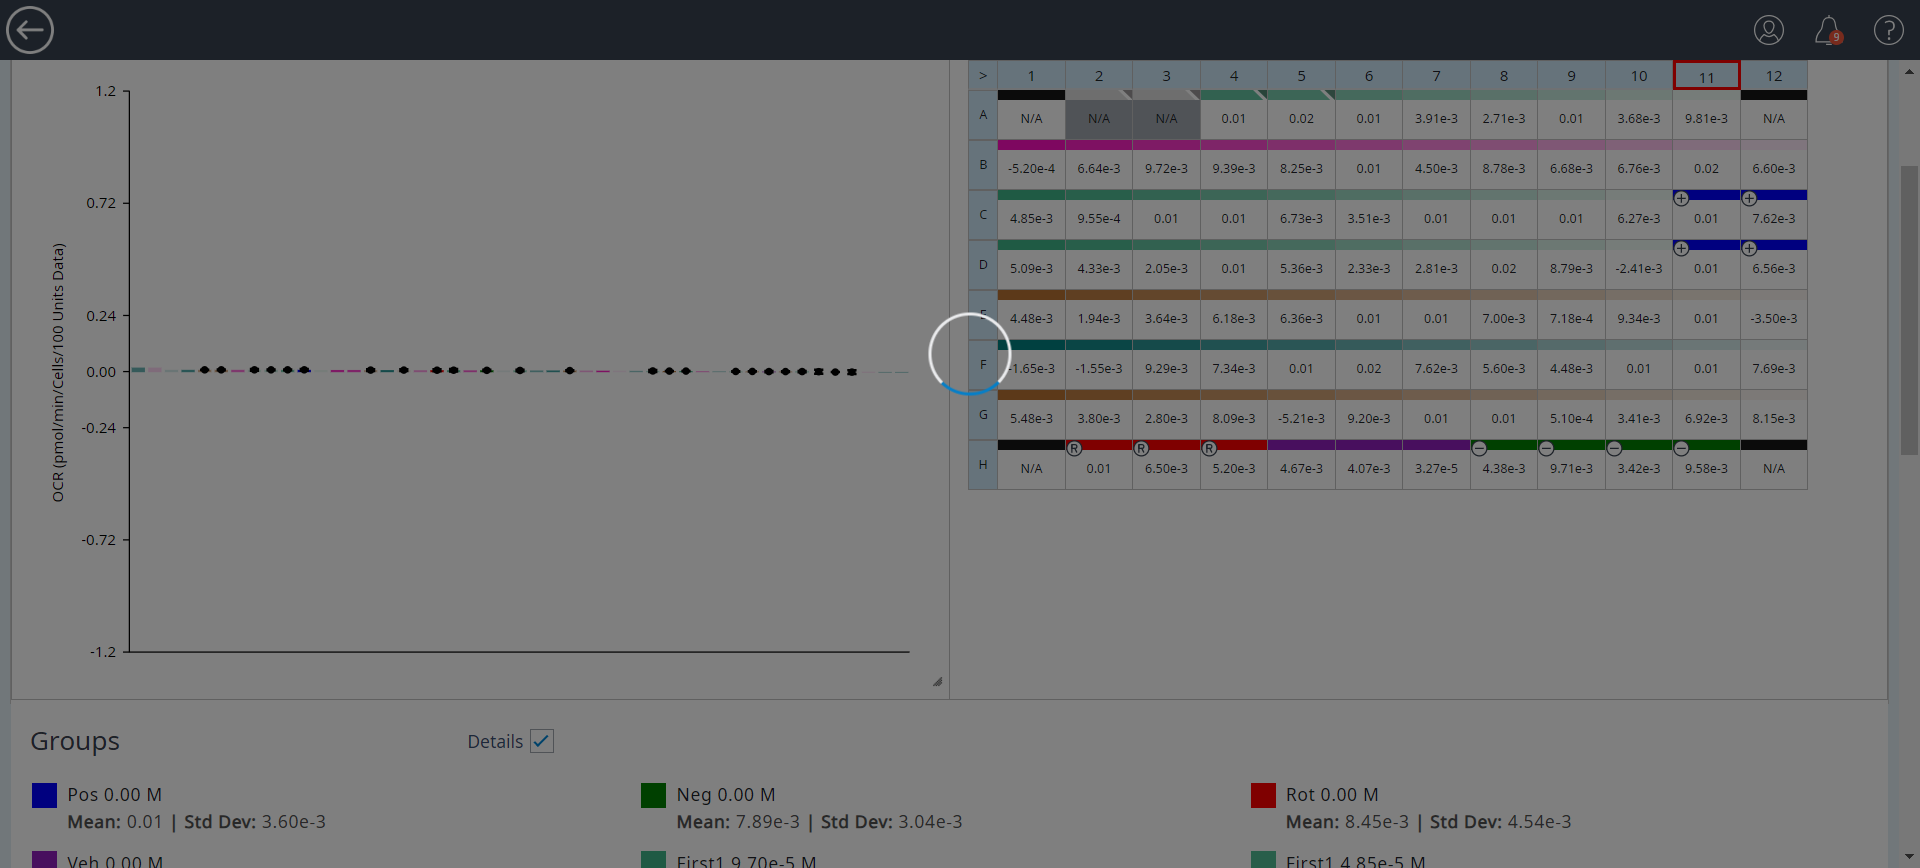 9
1.2
0.72
0.24
0.00
-0.24
-0.72
-1.2
OCR (pmol/min/Cells/100 Units Data)
> 1 2 3 4 5 6 7 8 9 10 11 12
A N/A N/A N/A 0.01 0.02 0.01 3.91e-3 2.71e-3 0.01 3.68e-3 9.81e-3 N/A
B -5.20e-4 6.64e-3 9.72e-3 9.39e-3 8.25e-3 0.01 4.50e-3 8.78e-3 6.68e-3 6.76e-3 0.02 6.60e-3
C 4.85e-3 9.55e-4 0.01 0.01 6.73e-3 3.51e-3 0.01 0.01 0.01 6.27e-3 0.01 7.62e-3
D 5.09e-3 4.33e-3 2.05e-3 0.01 5.36e-3 2.33e-3 2.81e-3 0.02 8.79e-3 -2.41e-3 0.01 6.56e-3
E 4.48e-3 1.94e-3 3.64e-3 6.18e-3 6.36e-3 0.01 0.01 7.00e-3 7.18e-4 9.34e-3 0.01 -3.50e-3
F -1.65e-3 -1.55e-3 9.29e-3 7.34e-3 0.01 0.02 7.62e-3 5.60e-3 4.48e-3 0.01 0.01 7.69e-3
G 5.48e-3 3.80e-3 2.80e-3 8.09e-3 -5.21e-3 9.20e-3 0.01 0.01 5.10e-4 3.41e-3 6.92e-3 8.15e-3
R R R
H N/A 0.01 6.50e-3 5.20e-3 4.67e-3 4.07e-3 3.27e-5 4.38e-3 9.71e-3 3.42e-3 9.58e-3 N/A
Groups Details
Pos 0.00 M
Mean: 0.01 | Std Dev: 3.60e-3
Neg 0.00 M
Mean: 7.89e-3 | Std Dev: 3.04e-3
Rot 0.00 M
Mean: 8.45e-3 | Std Dev: 4.54e-3
Veh 0.00 M
First1 9.70e-5 M
First1 4.85e-5 M